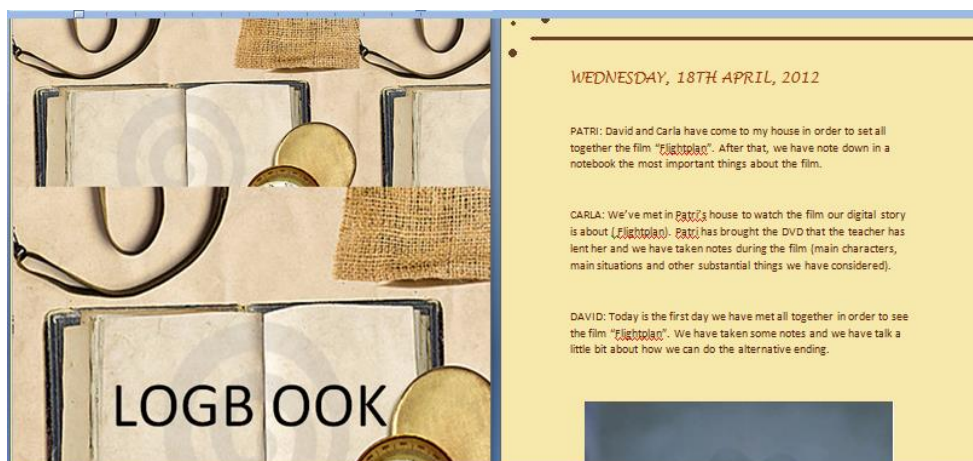 LOGB OOK
WEDNESDAY, 18TH APRIL, 2012
PATRI: David and Carla have come to my house in order to set all
together the film “Flightplan”. After that, we have note down in a
notebook the most important things about the film.
CARLA: We’ve met in Patri’s house to watch the film our digital story
is about ( Flightplan). Patri has brought the DVD that the teacher has
lent her and we have taken notes during the film (main characters,
main situations and other substantial things we have considered).
DAVID: Today is the first day we have met all together in order to see
the film “Flightplan”. We have taken some notes and we have talk a
little bit about how we can do the alternative ending.